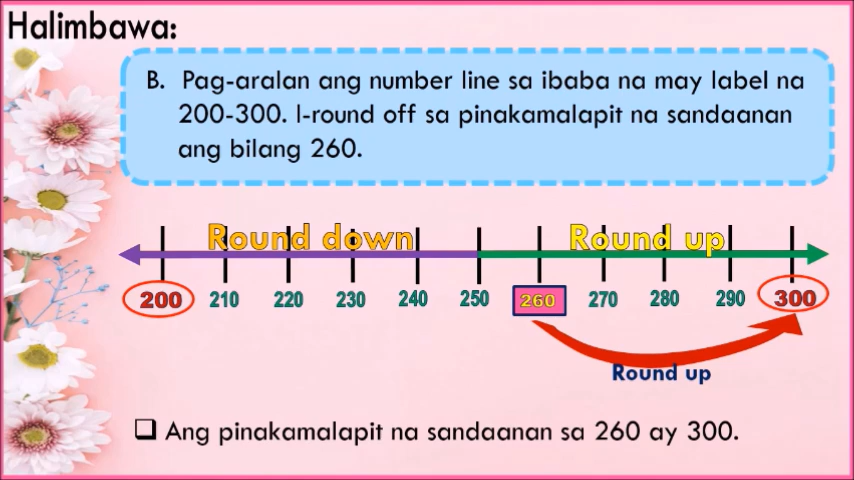 Halimbawa:
B. Pag-aralan ang number line sa ibaba na may label na
200-300. I-round off sa pinakamalapit na sandaanan
ang bilang 260.
Round down Round up
200 210 220 230 240 250 260 270 280 290 300
Round up
❑ Ang pinakamalapit na sandaanan sa 260 ay 300.